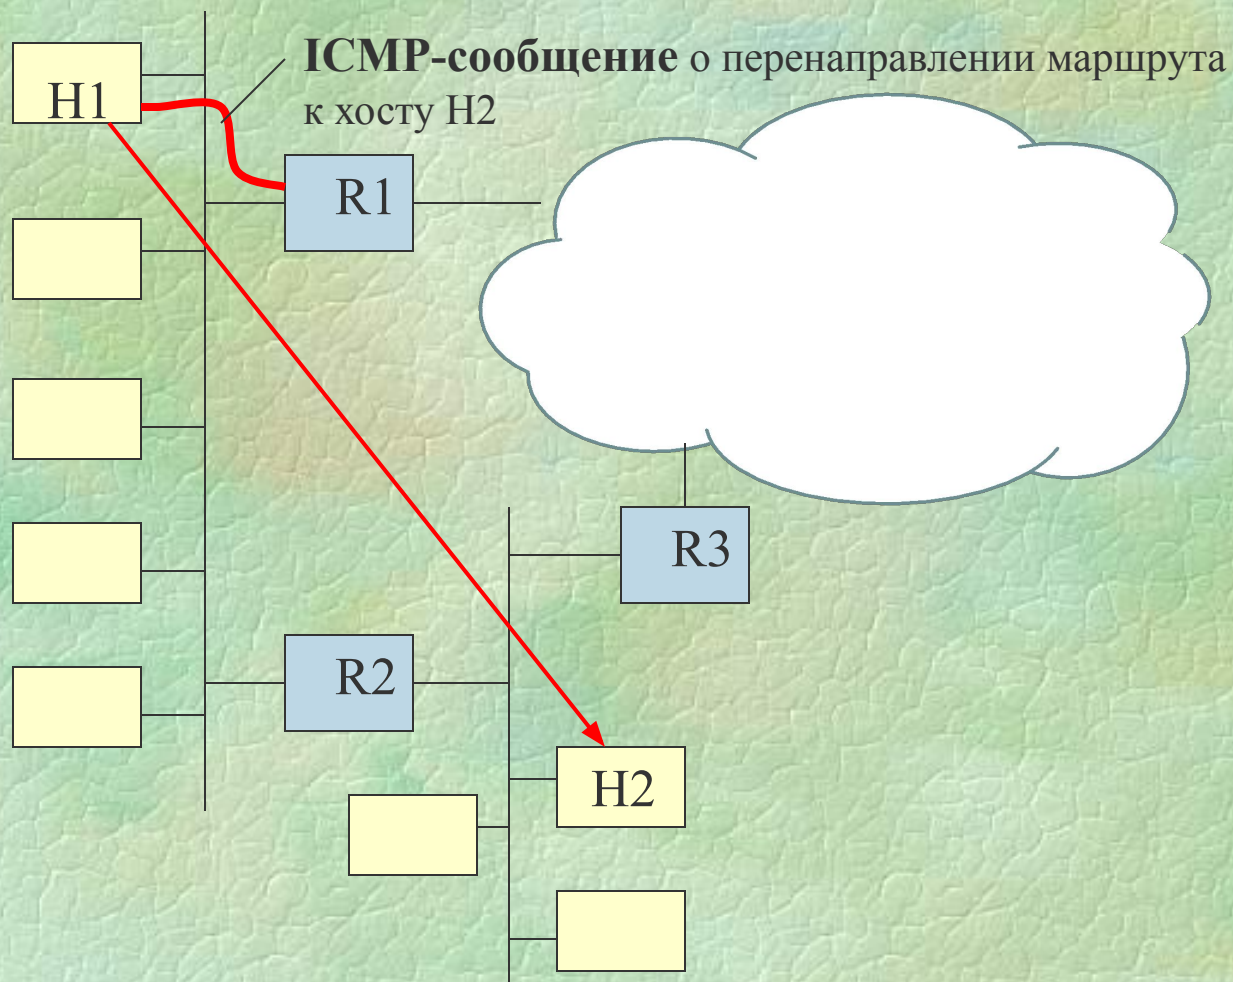 ICMP-сообщение о перенаправлении маршрута
к хосту H2
H1
R1
R3
R2
H2